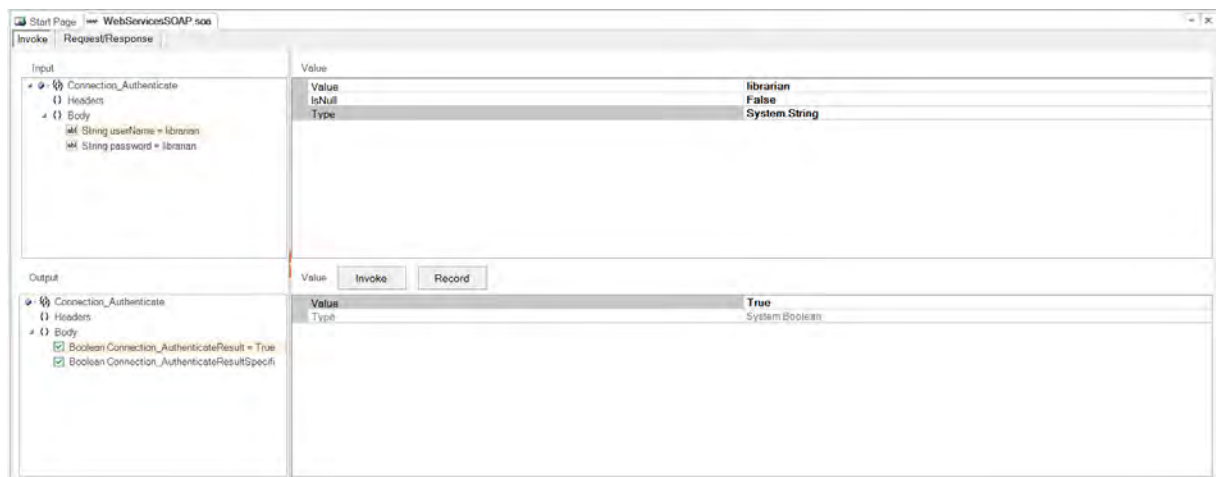 Start Page WebServicesSOAP.soa
Invoke Request/Response
Input Value
Connection_Authenticate
Headers
Body
String userName = librarian
String password = librarian
Value librarian
IsNull False
Type System.String
Output Value Invoke Record
Connection_Authenticate
Headers
Body
Boolean Connection_AuthenticateResult = True
Boolean Connection_AuthenticateResultSpecifi
Value True
Type System.Boolean